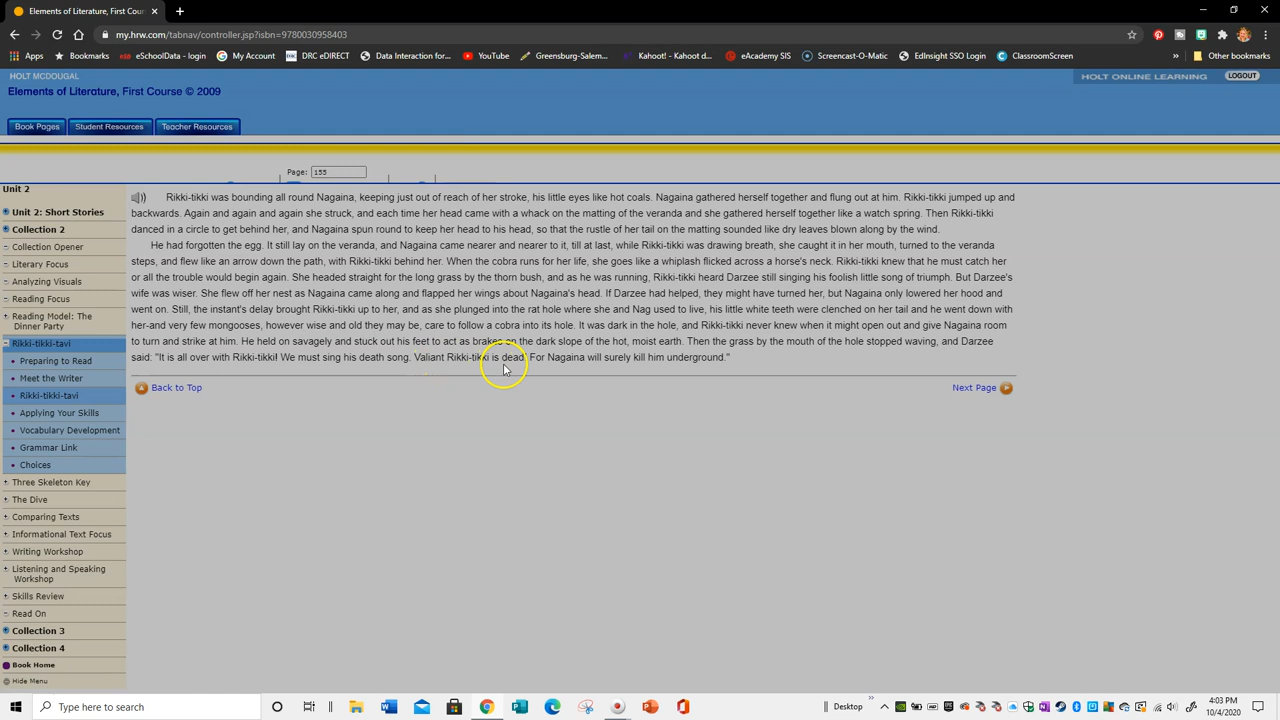 Elements of Literature, First Cours
my.hrw.com/tabnav/controller.jsp?isbn=9780030958403
Apps
Bookmarks
eSchoolData - login
My Account
DRC eDIRECT
Data Interaction for...
YouTube
Greensburg-Salem...
Kahoot! - Kahoot d...
eAcademy SIS
Screencast-O-Matic
EdInsight SSO Login
ClassroomScreen
Other bookmarks
HOLT MCDOUGAL
HOLT ONLINE LEARNING
LOGOUT
Elements of Literature, First Course © 2009
Book Pages
Student Resources
Teacher Resources
Page: 155
Unit 2
Unit 2: Short Stories
Collection 2
Collection Opener
Literary Focus
Analyzing Visuals
Reading Focus
Reading Model: The
Dinner Party
Rikki-tikki-tavi
Preparing to Read
Meet the Writer
Rikki-tikki-tavi
Applying Your Skills
Vocabulary Development
Grammar Link
Choices
Three Skeleton Key
The Dive
Comparing Texts
Informational Text Focus
Writing Workshop
Listening and Speaking
Workshop
Skills Review
Read On
Collection 3
Collection 4
Book Home
Hide Menu
Rikki-tikki was bounding all round Nagaina, keeping just out of reach of her stroke, his little eyes like hot coals. Nagaina gathered herself together and flung out at him. Rikki-tikki jumped up and
backwards. Again and again and again she struck, and each time her head came with a whack on the matting of the veranda and she gathered herself together like a watch spring. Then Rikki-tikki
danced in a circle to get behind her, and Nagaina spun round to keep her head to his head, so that the rustle of her tail on the matting sounded like dry leaves blown along by the wind.
He had forgotten the egg. It still lay on the veranda, and Nagaina came nearer and nearer to it, till at last, while Rikki-tikki was drawing breath, she caught it in her mouth, turned to the veranda
steps, and flew like an arrow down the path, with Rikki-tikki behind her. When the cobra runs for her life, she goes like a whiplash flicked across a horse's neck. Rikki-tikki knew that he must catch her
or all the trouble would begin again. She headed straight for the long grass by the thorn bush, and as he was running, Rikki-tikki heard Darzee still singing his foolish little song of triumph. But Darzee's
wife was wiser. She flew off her nest as Nagaina came along and flapped her wings about Nagaina's head. If Darzee had helped, they might have turned her, but Nagaina only lowered her hood and
went on. Still, the instant's delay brought Rikki-tikki up to her, and as she plunged into the rat hole where she and Nag used to live, his little white teeth were clenched on her tail and he went down with
her-and very few mongooses, however wise and old they may be, care to follow a cobra into its hole. It was dark in the hole, and Rikki-tikki never knew when it might open out and give Nagaina room
to turn and strike at him. He held on savagely and stuck out his feet to act as brakes on the dark slope of the hot, moist earth. Then the grass by the mouth of the hole stopped waving, and Darzee
said: "It is all over with Rikki-tikki! We must sing his death song. Valiant Rikki-tikki is dead. For Nagaina will surely kill him underground."
Back to Top
Next Page
Type here to search
Desktop
4:03 PM
10/4/2020